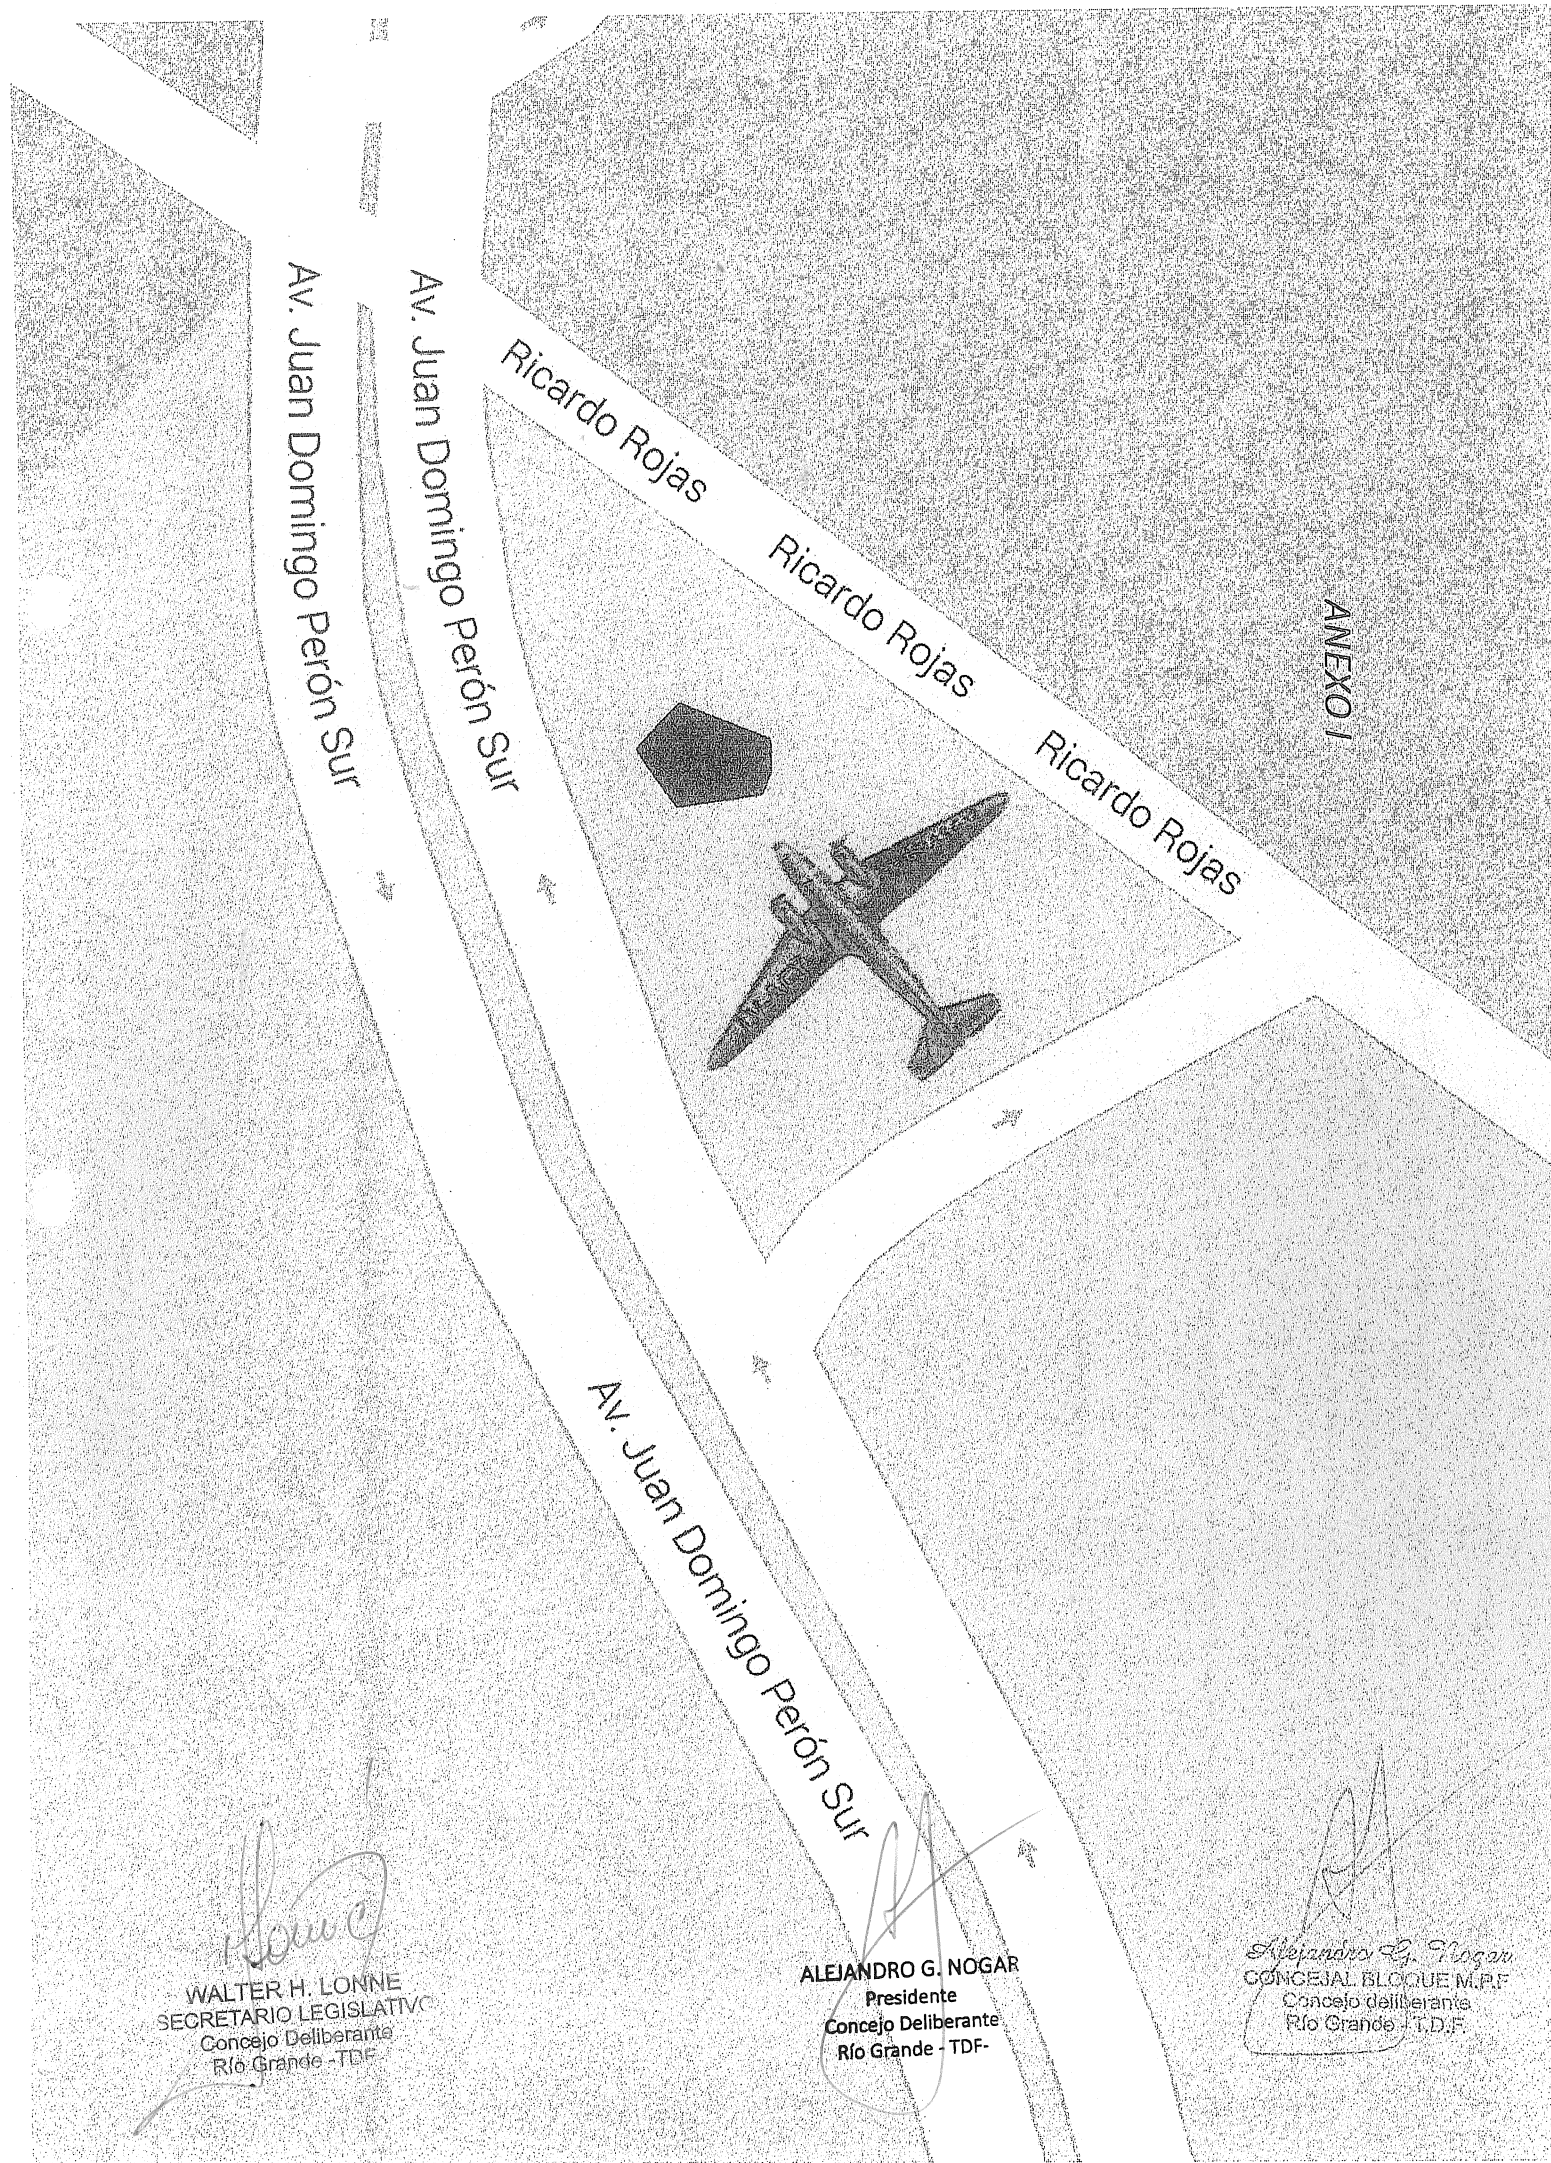 ANEXO I
Av. Juan Domingo Perón Sur
Av. Juan Domingo Perón Sur
Ricardo Rojas
Ricardo Rojas
Ricardo Rojas
Av. Juan Domingo Perón Sur
WALTER H. LONNE
SECRETARIO LEGISLATIVO
Concejo Deliberante
Río Grande -TDF-
ALEJANDRO G. NOGAR
Presidente
Concejo Deliberante
Río Grande - TDF-
Alejandro G. Nogar
CONCEJAL BLOQUE M.P.F
Concejo deliberante
Río Grande - T.D.F.